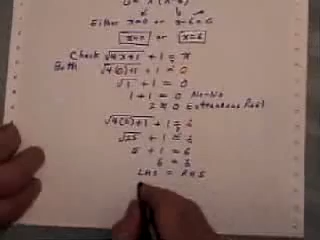 0 = x (x-6)
Either x=0 or x-6=0
x=0 or x=6
Check √4x+1 + 1 = x
Both √4(0)+1 + 1 = 0
√1 + 1 = 0
1 + 1 = 0 No-No
2 ≠ 0 Extraneous Root
√4(6)+1 + 1 = 6
√25 + 1 = 6
5 + 1 = 6
6 = 6
LHS = RHS